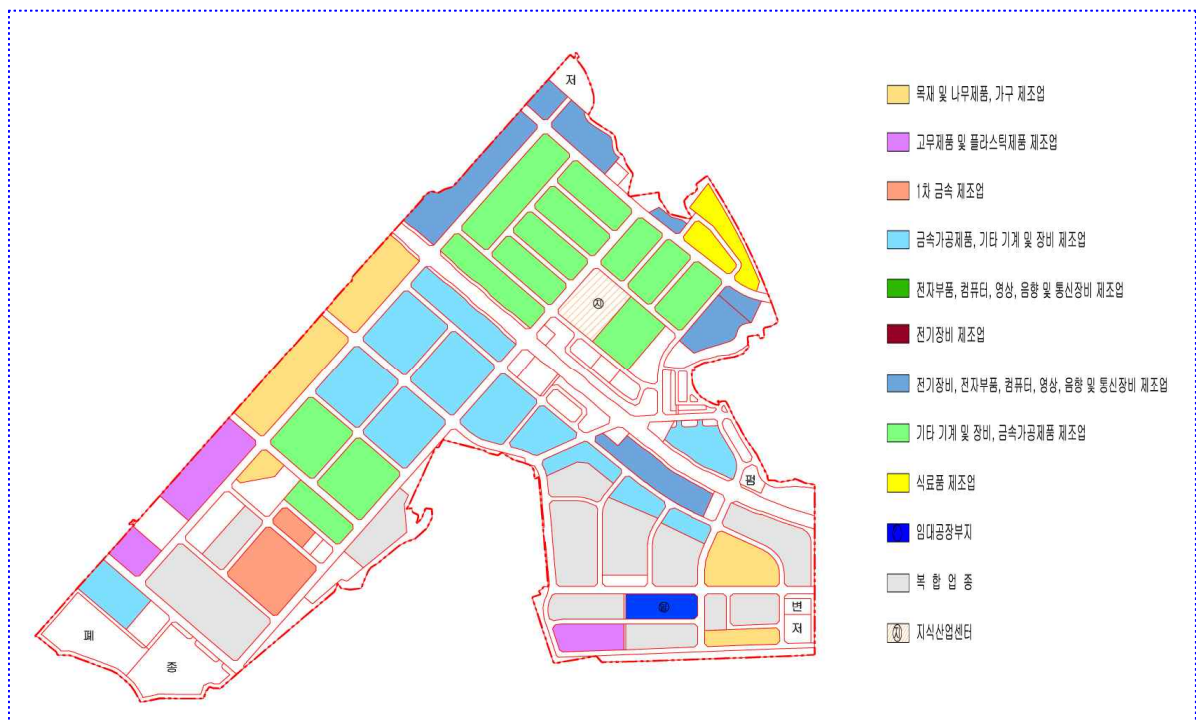 저
목재 및 나무제품, 가구 제조업
고무제품 및 플라스틱제품 제조업
1차 금속 제조업
금속가공제품, 기타 기계 및 장비 제조업
전자부품, 컴퓨터, 영상, 음향 및 통신장비 제조업
전기장비 제조업
전기장비, 전자부품, 컴퓨터, 영상, 음향 및 통신장비 제조업
기타 기계 및 장비, 금속가공제품 제조업
식료품 제조업
임대공장부지
복 합 업 종
지 지식산업센터
지
평
임
변
저
폐
종